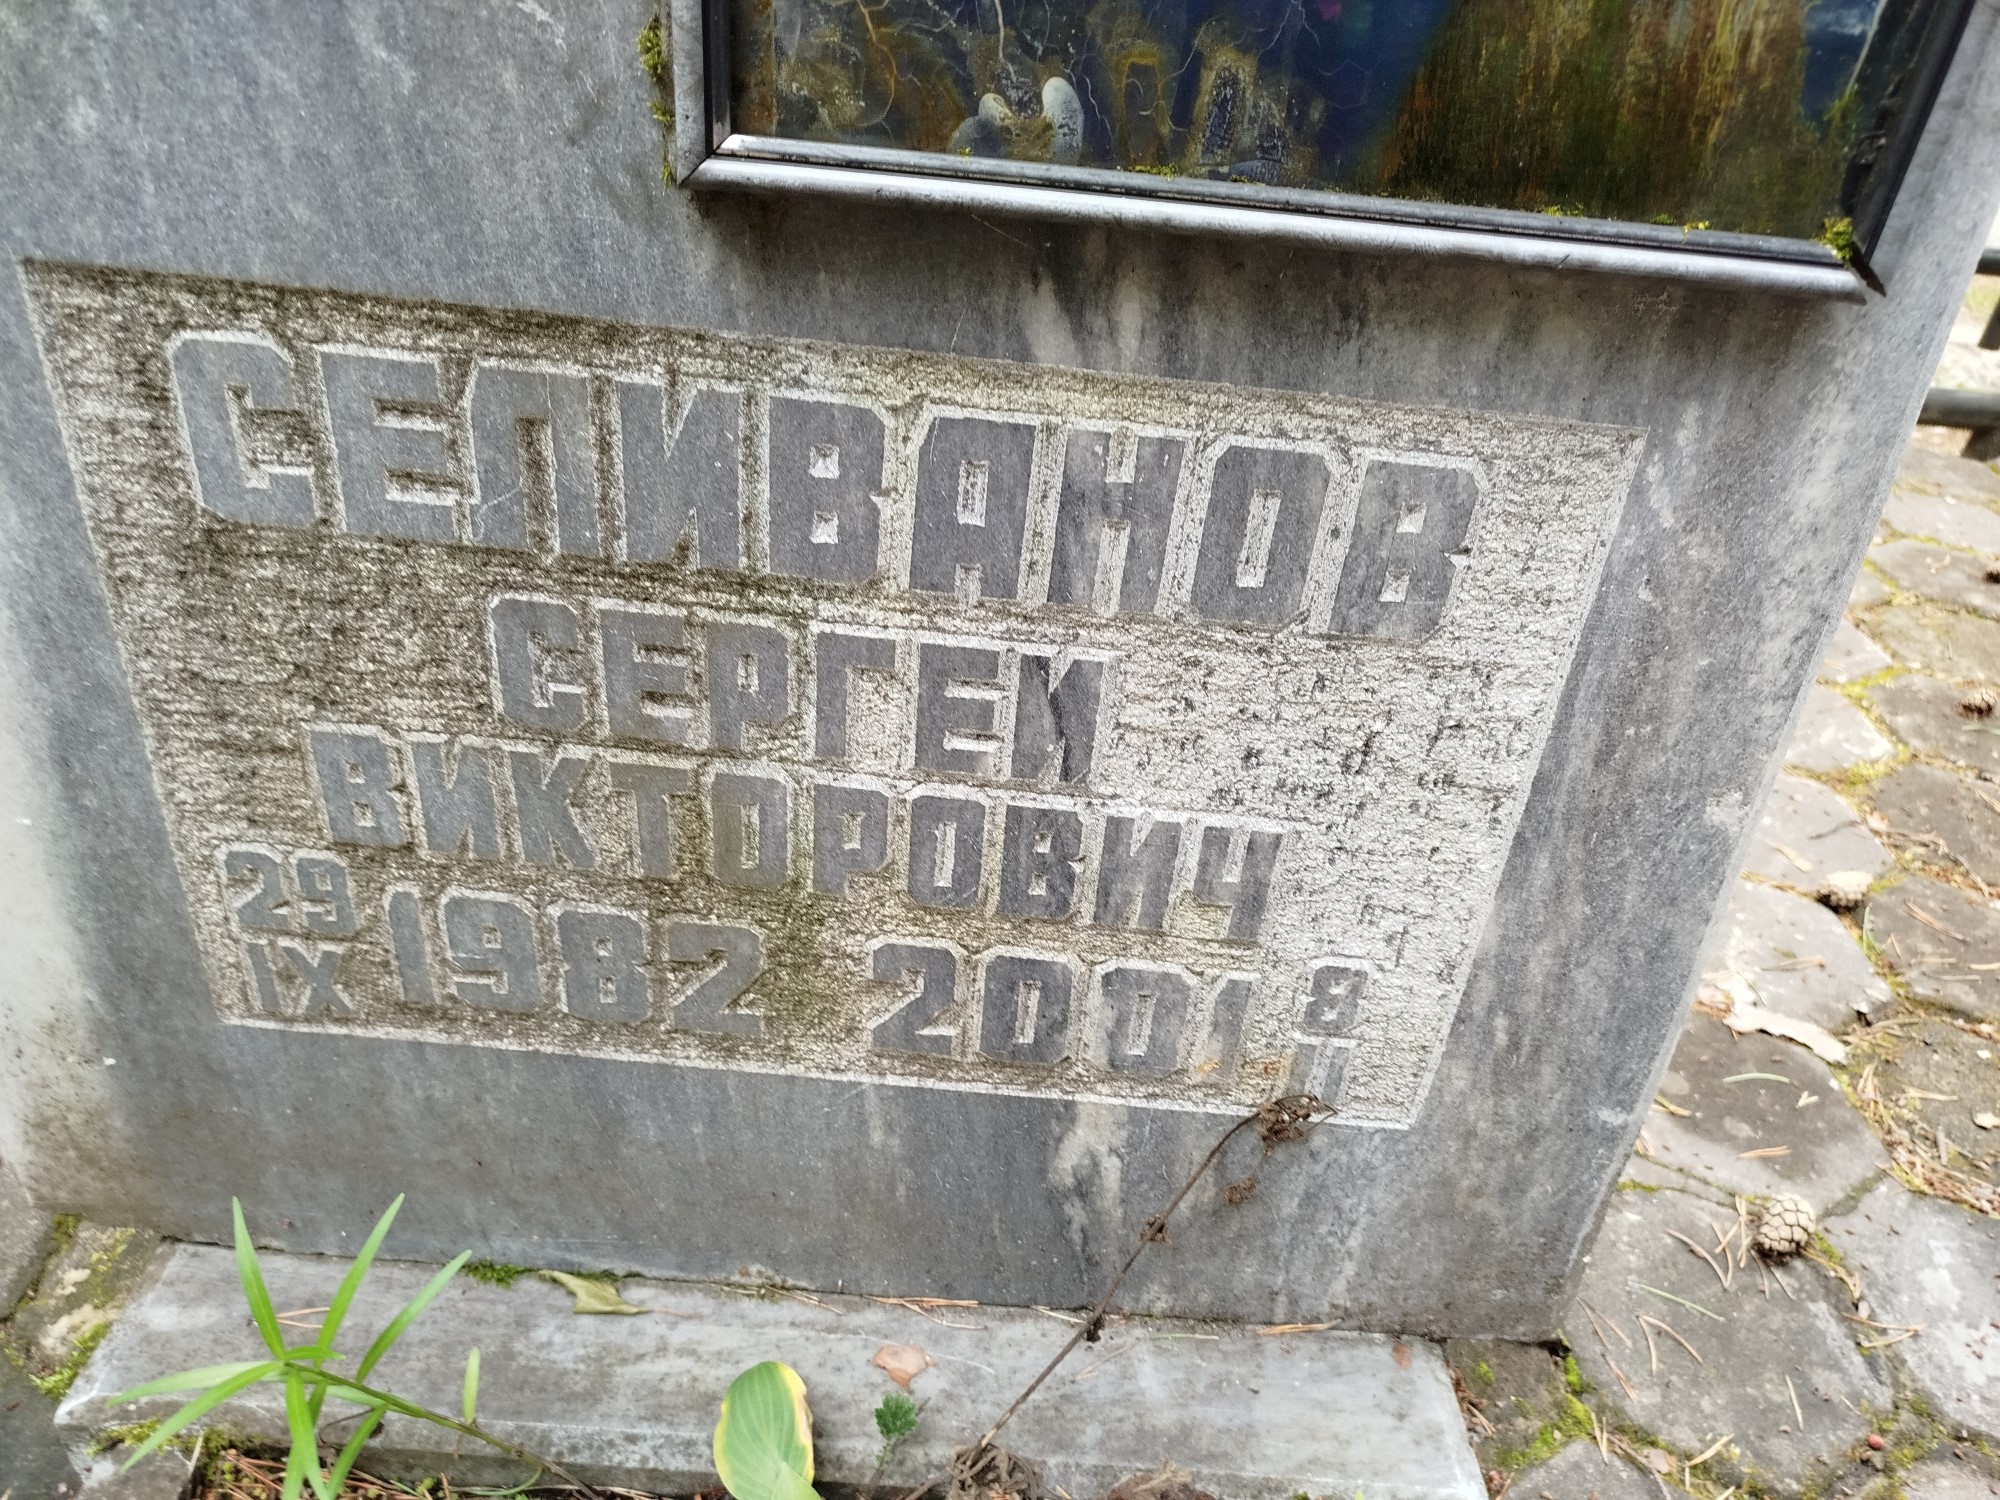 СЕЛИВАНОВ
СЕРГЕЙ
ВИКТОРОВИЧ
29 IX 1982 2001 8 II